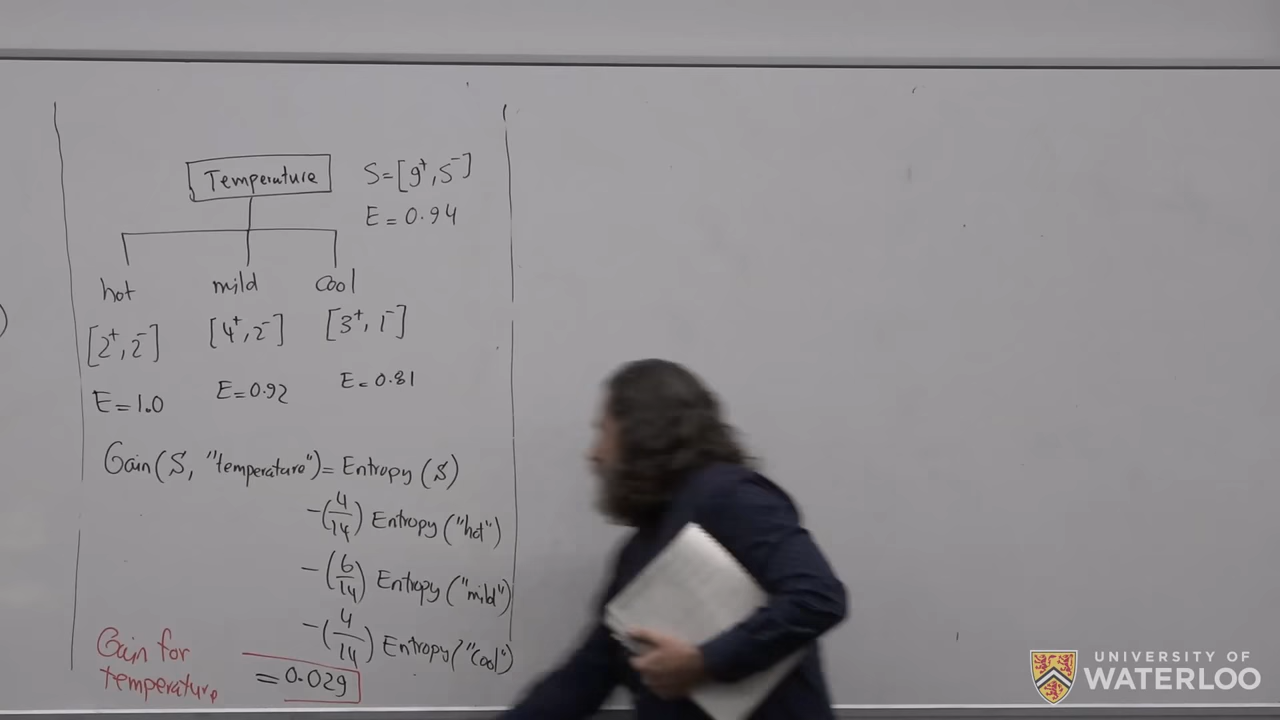 Temperature
S=[9⁺,5⁻]
E=0.94
hot mild cool
[2⁺,2⁻] [4⁺,2⁻] [3⁺,1⁻]
E=1.0 E=0.92 E=0.81
Gain(S, "temperature")=Entropy(S)
-(4/14) Entropy("hot")
-(6/14) Entropy("mild")
-(4/14) Entropy("cool")
Gain for
temperature
=0.029
UNIVERSITY OF
WATERLOO